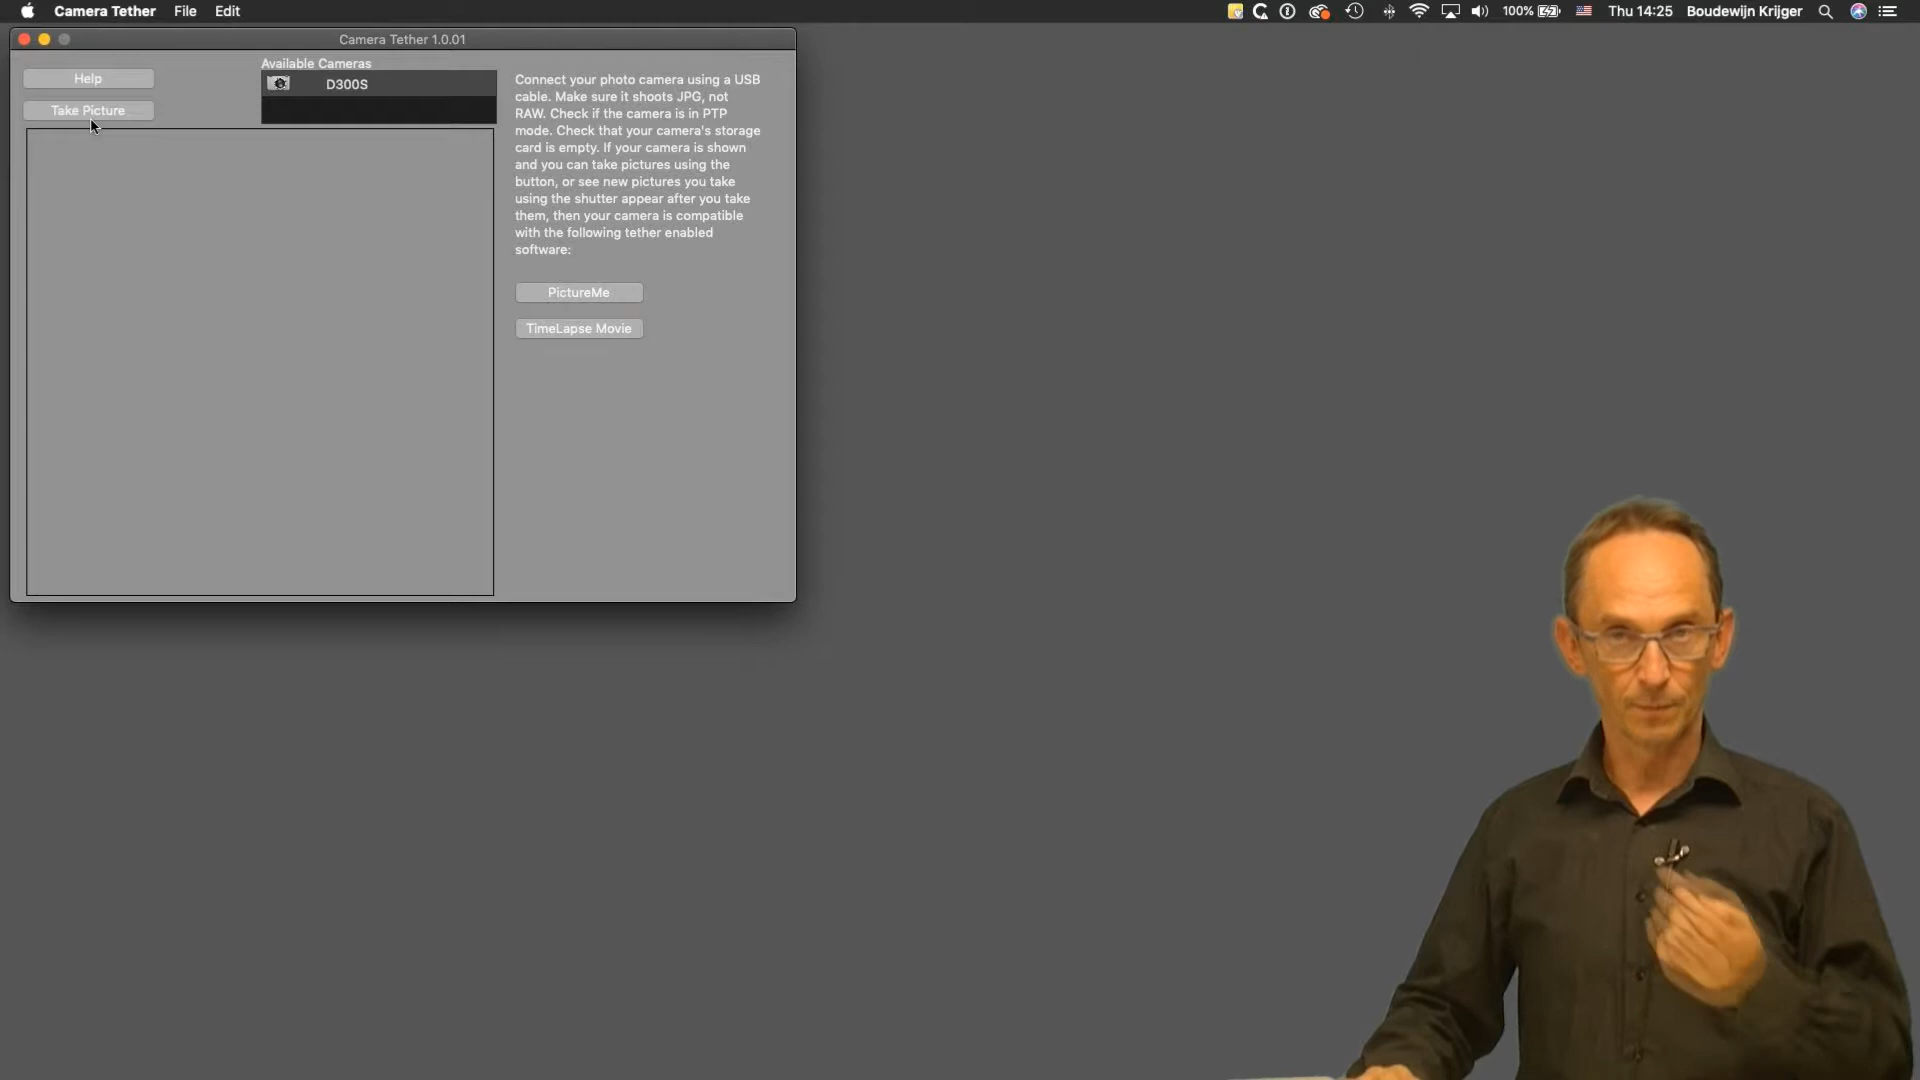 Camera Tether File Edit 100% Thu 14:25 Boudewijn Krijger
Camera Tether 1.0.01
Help
Take Picture
Available Cameras
D300S
Connect your photo camera using a USB
cable. Make sure it shoots JPG, not
RAW. Check if the camera is in PTP
mode. Check that your camera's storage
card is empty. If your camera is shown
and you can take pictures using the
button, or see new pictures you take
using the shutter appear after you take
them, then your camera is compatible
with the following tether enabled
software:
PictureMe
TimeLapse Movie